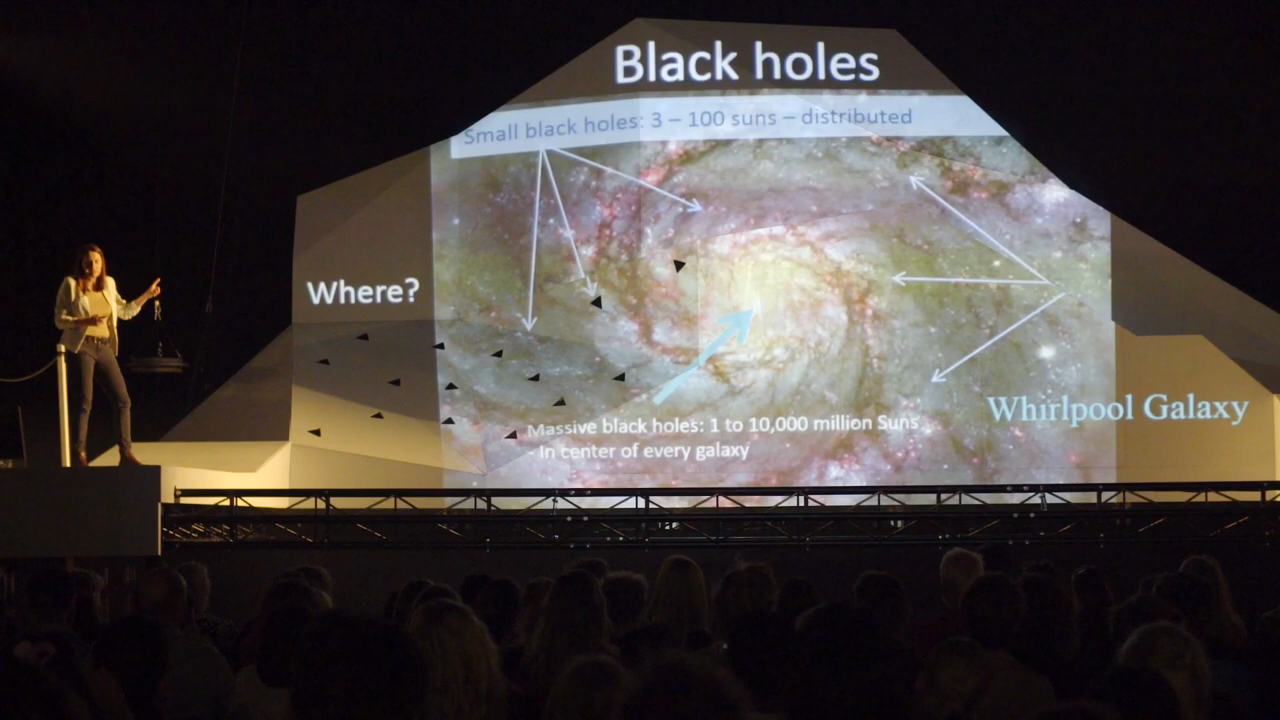 Black holes
Small black holes: 3 – 100 suns – distributed
Where?
Whirlpool Galaxy
Massive black holes: 1 to 10,000 million Suns
- In center of every galaxy